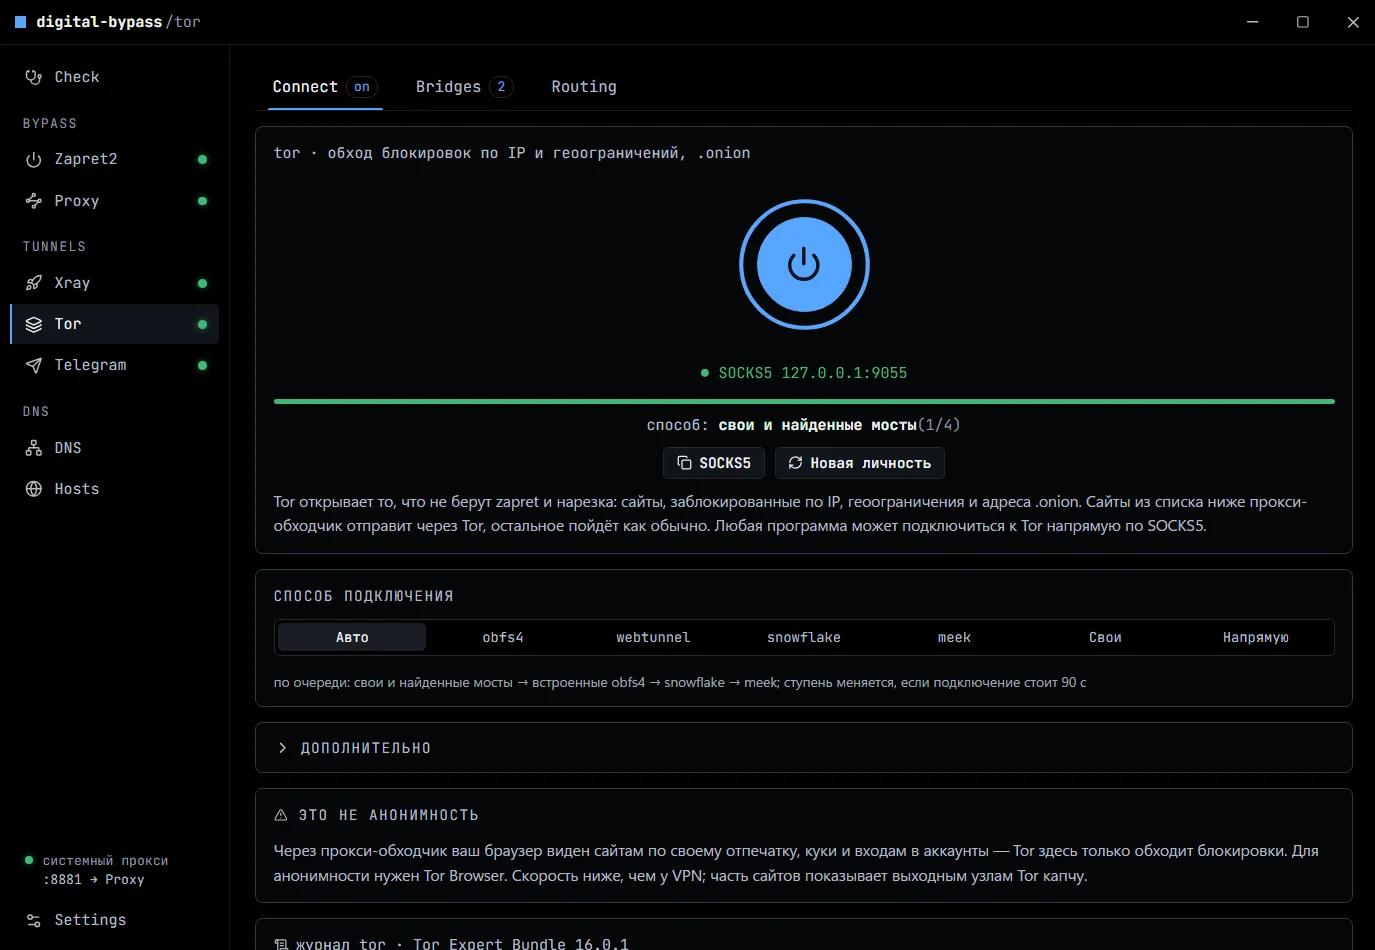 digital-bypass/tor
Check
BYPASS
Zapret2
Proxy
TUNNELS
Xray
Tor
Telegram
DNS
DNS
Hosts
системный прокси
:8881 → Proxy
Settings
Connect on Bridges 2 Routing
tor · обход блокировок по IP и геоограничений, .onion
SOCKS5 127.0.0.1:9055
способ: свои и найденные мосты(1/4)
SOCKS5 Новая личность
Tor открывает то, что не берут zapret и нарезка: сайты, заблокированные по IP, геоограничения и адреса .onion. Сайты из списка ниже прокси-
обходчик отправит через Tor, остальное пойдёт как обычно. Любая программа может подключиться к Tor напрямую по SOCKS5.
СПОСОБ ПОДКЛЮЧЕНИЯ
Авто obfs4 webtunnel snowflake meek Свои Напрямую
по очереди: свои и найденные мосты → встроенные obfs4 → snowflake → meek; ступень меняется, если подключение стоит 90 с
ДОПОЛНИТЕЛЬНО
ЭТО НЕ АНОНИМНОСТЬ
Через прокси-обходчик ваш браузер виден сайтам по своему отпечатку, куки и входам в аккаунты — Tor здесь только обходит блокировки. Для
анонимности нужен Tor Browser. Скорость ниже, чем у VPN; часть сайтов показывает выходным узлам Tor капчу.
журнал tor · Tor Expert Bundle 16.0.1